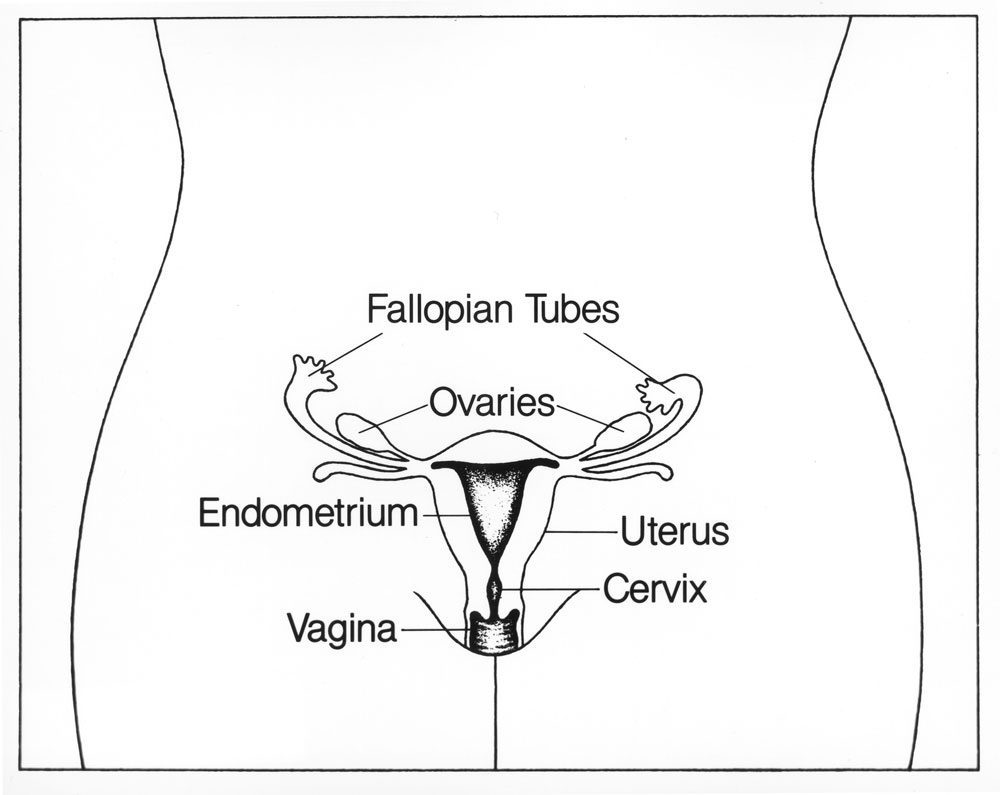 Fallopian Tubes
Ovaries
Endometrium
Uterus
Cervix
Vagina